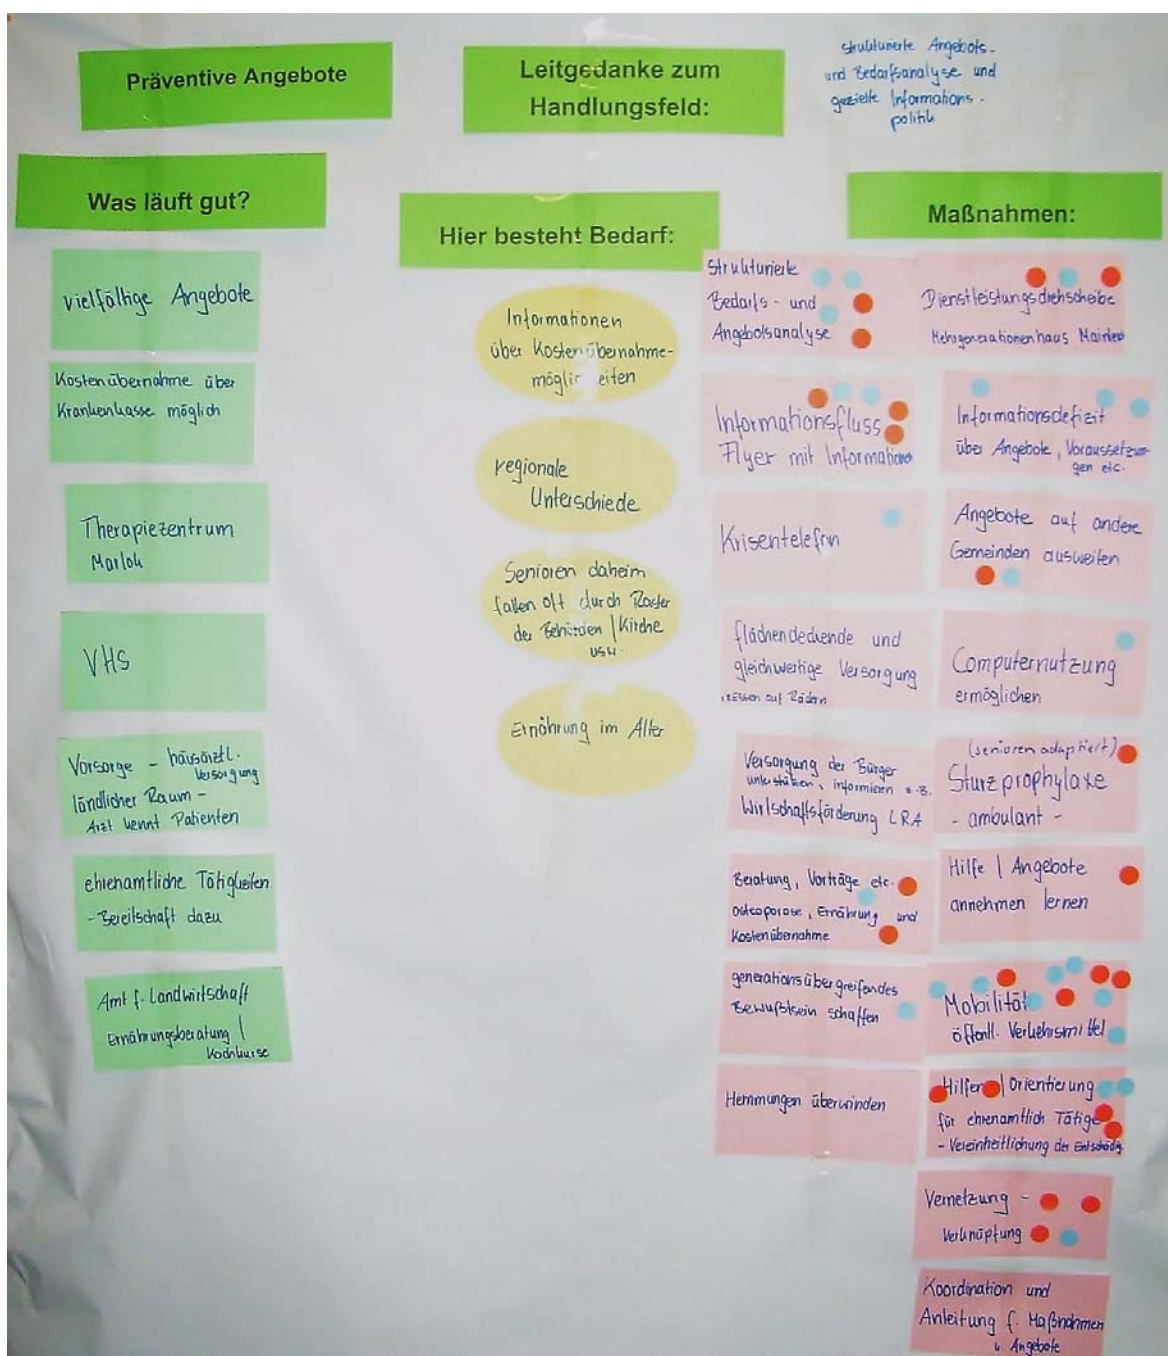 Präventive Angebote
Leitgedanke zum
Handlungsfeld:
strukturierte Angebots-
und Bedarfsanalyse und
gezielte Informations-
politik
Was läuft gut?
vielfältige Angebote
Kostenübernahme über
Krankenkasse möglich
Therapiezentrum
VHS
Vorsorge - hausärztl.
Versorgung
ländlicher Raum -
Arzt kennt Patienten
ehrenamtliche Tätigkeiten
- Bereitschaft dazu
Amt f. Landwirtschaft
Ernährungsberatung /
Kochkurse
Hier besteht Bedarf:
Informationen
über Kostenübernahme-
möglichkeiten
regionale
Unterschiede
Senioren daheim
fallen oft durch Raster
der Behörden / Kirche
usw.
Ernährung im Alter
Maßnahmen:
Strukturierte
Bedarfs- und
Angebotsanalyse
Informationsfluss
Flyer mit Information
Krisentelefon
flächendeckende und
gleichwertige Versorgung
Essen auf Rädern
Versorgung der Bürger
unterstützen, informieren z.B.
Wirtschaftsförderung LRA
Beratung, Vorträge etc.
Osteoporose, Ernährung und
Kostenübernahme
generationsübergreifendes
Bewußtsein schaffen
Hemmungen überwinden
Dienstleistungsdrehscheibe
Mehrgenerationenhaus Mainleus
Informationsdefizit
über Angebote, Voraussetzun-
gen etc.
Angebote auf andere
Gemeinden ausweiten
Computernutzung
ermöglichen
(senioren adaptiert)
Sturzprophylaxe
- ambulant -
Hilfe / Angebote
annehmen lernen
Mobilität
öffentl. Verkehrsmittel
Hilfen / Orientierung
für ehrenamtlich Tätige
- Vereinheitlichung der Entschädig.
Vernetzung -
Verknüpfung
Koordination und
Anleitung f. Maßnahmen
u. Angebote